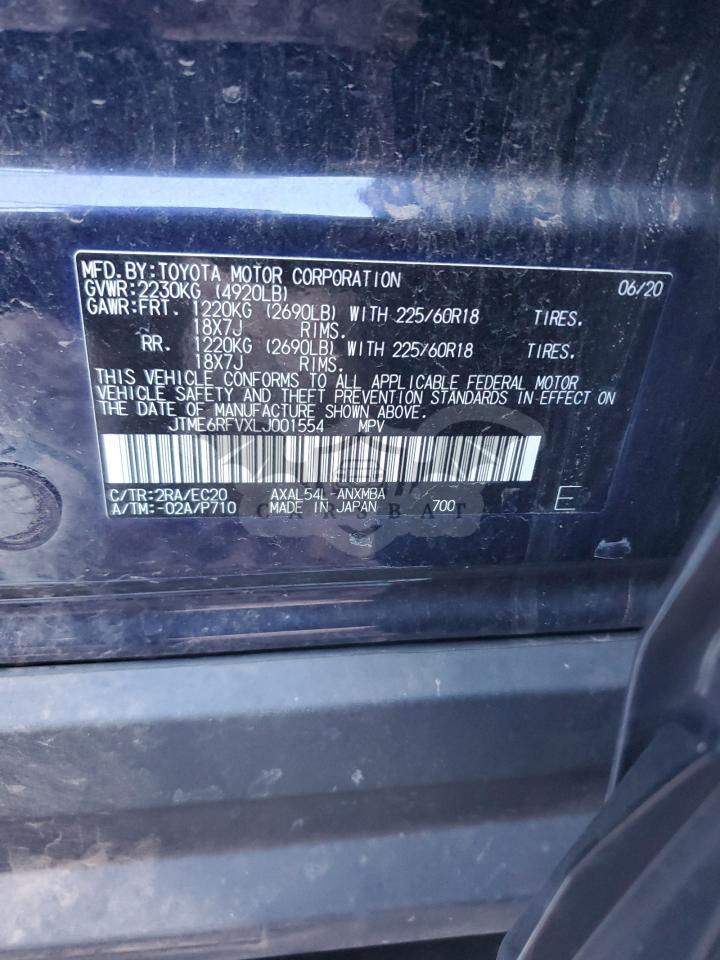 MFD.BY:TOYOTA MOTOR CORPORATION 06/20
GVWR:2230KG (4920LB)
GAWR:FRT. 1220KG (2690LB) WITH 225/60R18 TIRES.
18X7J RIMS.
RR. 1220KG (2690LB) WITH 225/60R18 TIRES.
18X7J RIMS.
THIS VEHICLE CONFORMS TO ALL APPLICABLE FEDERAL MOTOR
VEHICLE SAFETY AND THEFT PREVENTION STANDARDS IN EFFECT ON
THE DATE OF MANUFACTURE SHOWN ABOVE.
JTME6RFVXLJ001554 MPV
C/TR:2RA/EC20 AXAL54L-ANXMBA E
A/TM:-02A/P710 MADE IN JAPAN 700
CARSBAT